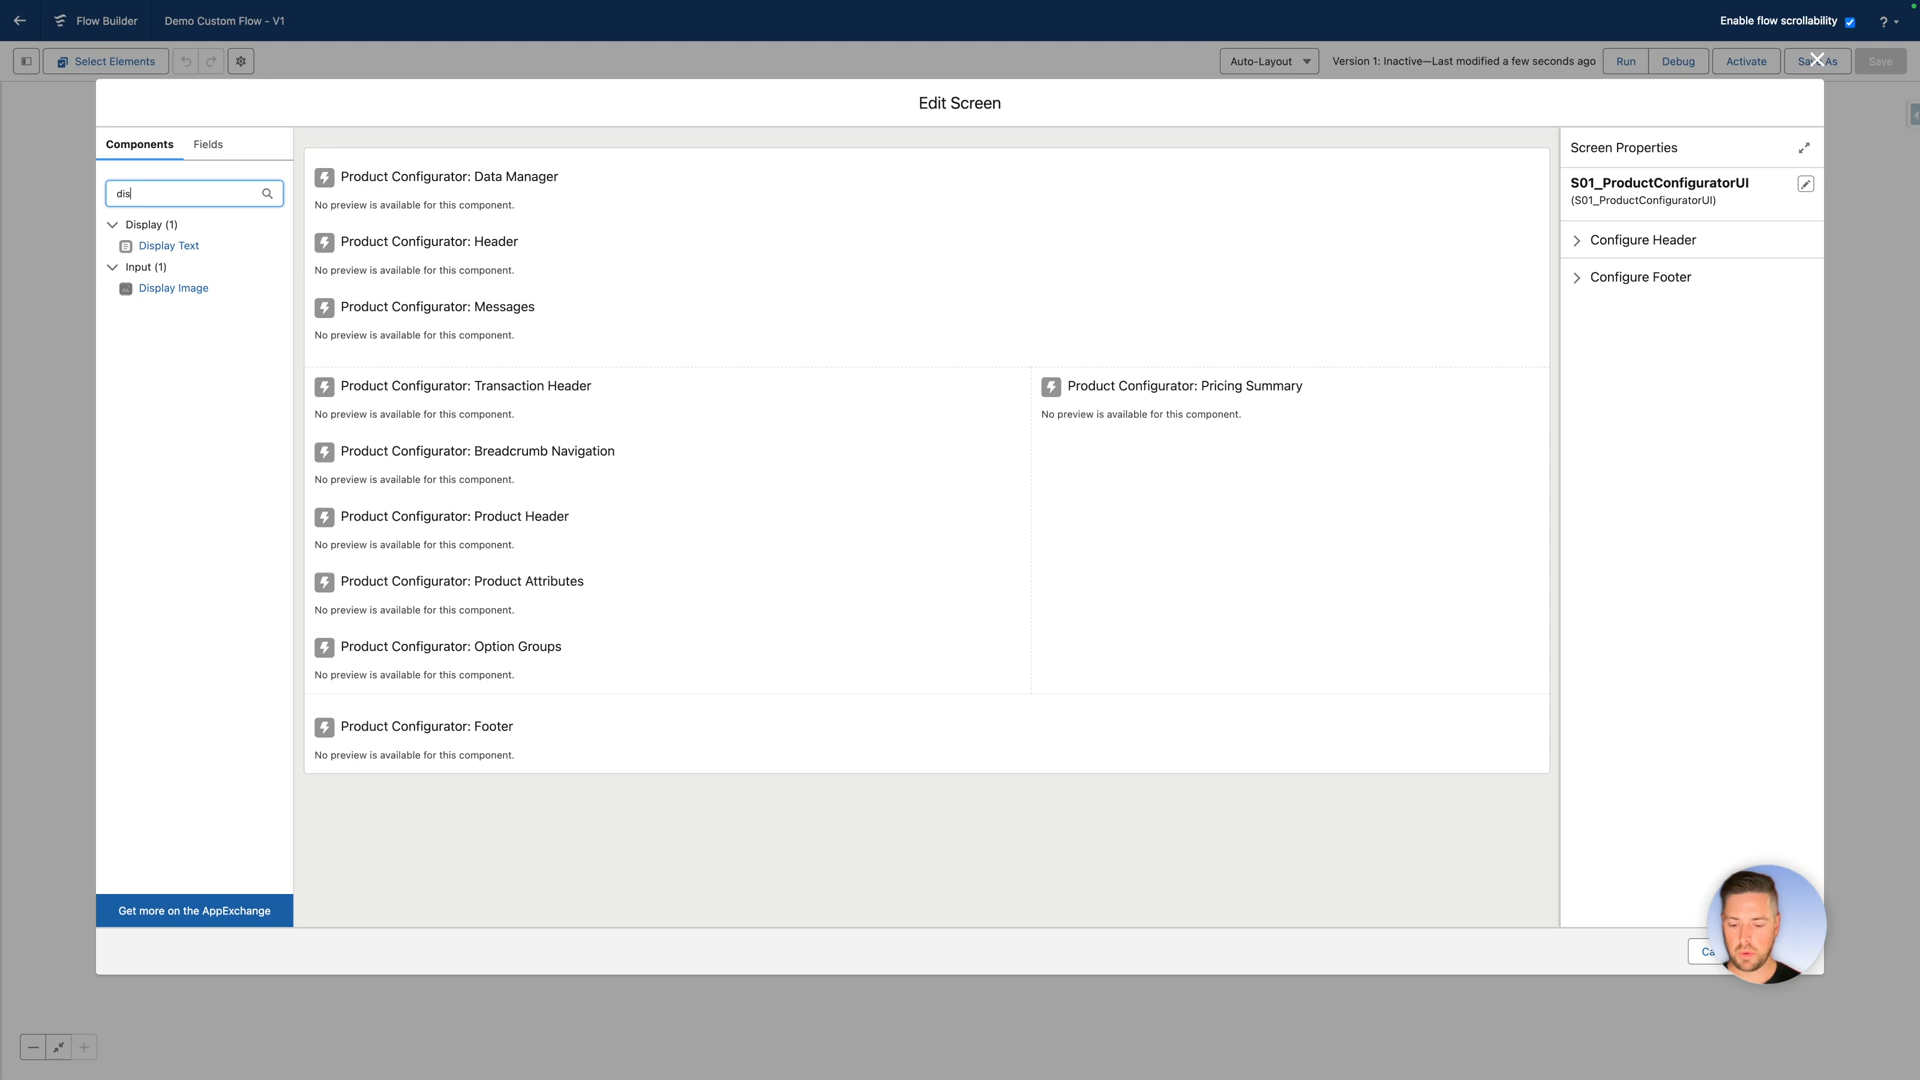 Flow Builder
Demo Custom Flow - V1
Enable flow scrollability
?
Select Elements
Auto-Layout
Version 1: Inactive—Last modified a few seconds ago
Run
Debug
Activate
Save As
Save
Edit Screen
Components
Fields
dis
Display (1)
Display Text
Input (1)
Display Image
Get more on the AppExchange
Product Configurator: Data Manager
No preview is available for this component.
Product Configurator: Header
No preview is available for this component.
Product Configurator: Messages
No preview is available for this component.
Product Configurator: Transaction Header
No preview is available for this component.
Product Configurator: Breadcrumb Navigation
No preview is available for this component.
Product Configurator: Product Header
No preview is available for this component.
Product Configurator: Product Attributes
No preview is available for this component.
Product Configurator: Option Groups
No preview is available for this component.
Product Configurator: Pricing Summary
No preview is available for this component.
Product Configurator: Footer
No preview is available for this component.
Screen Properties
S01_ProductConfiguratorUI
(S01_ProductConfiguratorUI)
Configure Header
Configure Footer
Ca